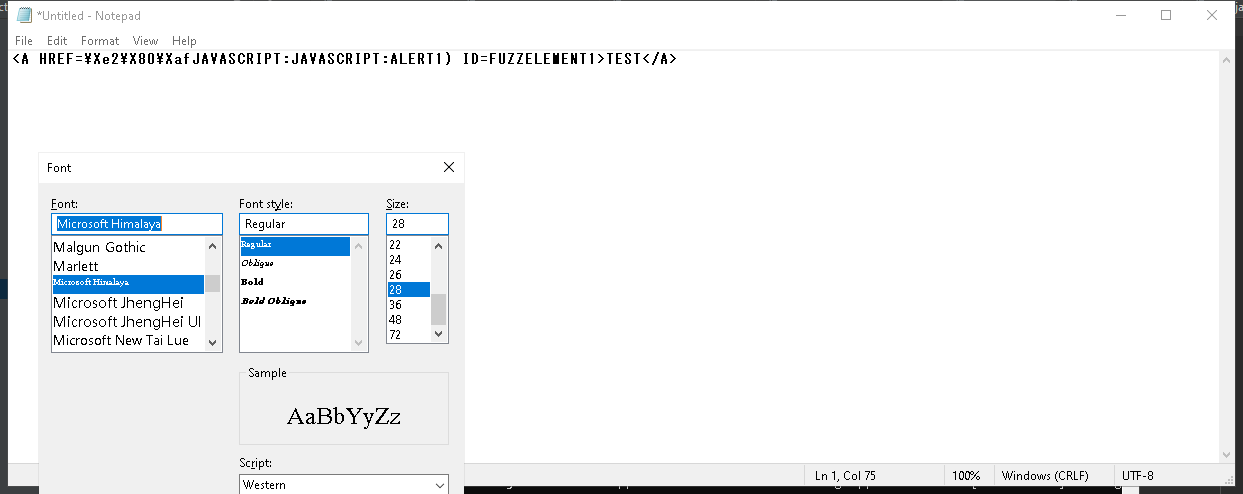 *Untitled - Notepad
File Edit Format View Help
<A HREF=¥Xe2¥X80¥XafJAVASCRIPT:JAVASCRIPT:ALERT1) ID=FUZZELEMENT1>TEST</A>
Font
Font: Font style: Size:
Microsoft Himalaya Regular 28
Malgun Gothic Regular 22
Marlett Oblique 24
Microsoft Himalaya Bold 26
Microsoft JhengHei Bold Oblique 28
Microsoft JhengHei UI 36
Microsoft New Tai Lue 48
72
Sample
AaBbYyZz
Script:
Western
Ln 1, Col 75 100% Windows (CRLF) UTF-8